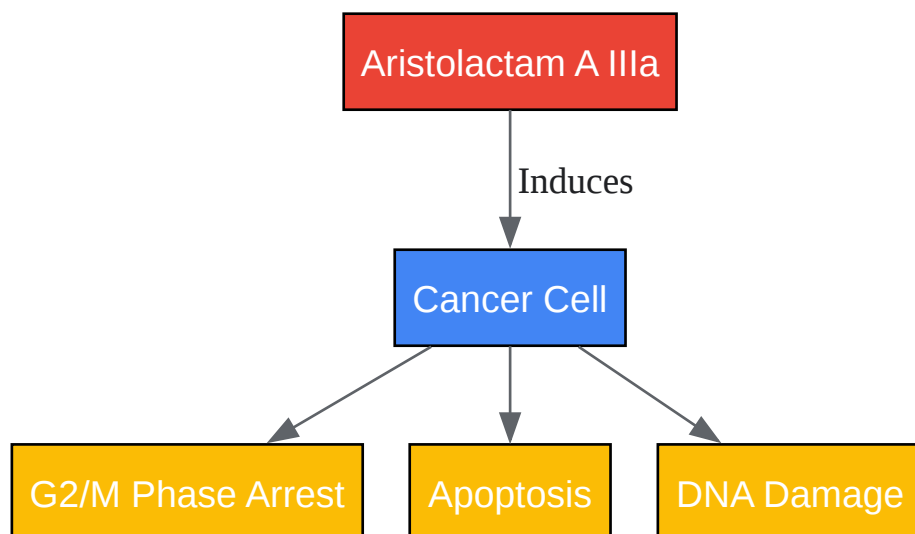 Aristolactam A IIIa
Induces
Cancer Cell
G2/M Phase Arrest
Apoptosis
DNA Damage